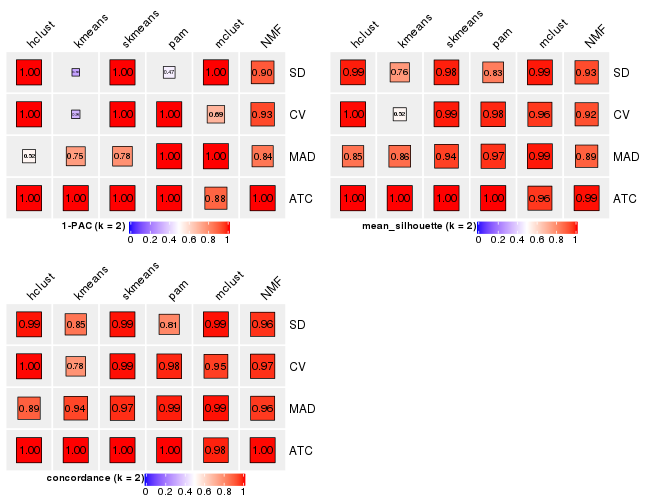 hclust kmeans skmeans pam mclust NMF
1.00 1.00 0.47 1.00 0.90 SD
1.00 1.00 1.00 0.69 0.93 CV
0.52 0.75 0.78 1.00 1.00 0.84 MAD
1.00 1.00 1.00 1.00 0.88 1.00 ATC
1-PAC (k = 2)
0 0.2 0.4 0.6 0.8 1
hclust kmeans skmeans pam mclust NMF
0.99 0.76 0.98 0.83 0.99 0.93 SD
1.00 0.52 0.99 0.98 0.96 0.92 CV
0.85 0.86 0.94 0.97 0.99 0.89 MAD
1.00 1.00 1.00 1.00 0.96 0.99 ATC
mean_silhouette (k = 2)
0 0.2 0.4 0.6 0.8 1
hclust kmeans skmeans pam mclust NMF
0.99 0.85 0.99 0.81 0.99 0.96 SD
1.00 0.78 0.99 0.98 0.95 0.97 CV
0.89 0.94 0.97 0.99 0.99 0.96 MAD
1.00 1.00 1.00 1.00 0.98 1.00 ATC
concordance (k = 2)
0 0.2 0.4 0.6 0.8 1